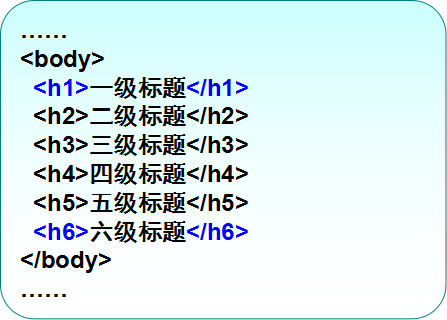 ……
<body>
<h1>一级标题</h1>
<h2>二级标题</h2>
<h3>三级标题</h3>
<h4>四级标题</h4>
<h5>五级标题</h5>
<h6>六级标题</h6>
</body>
……